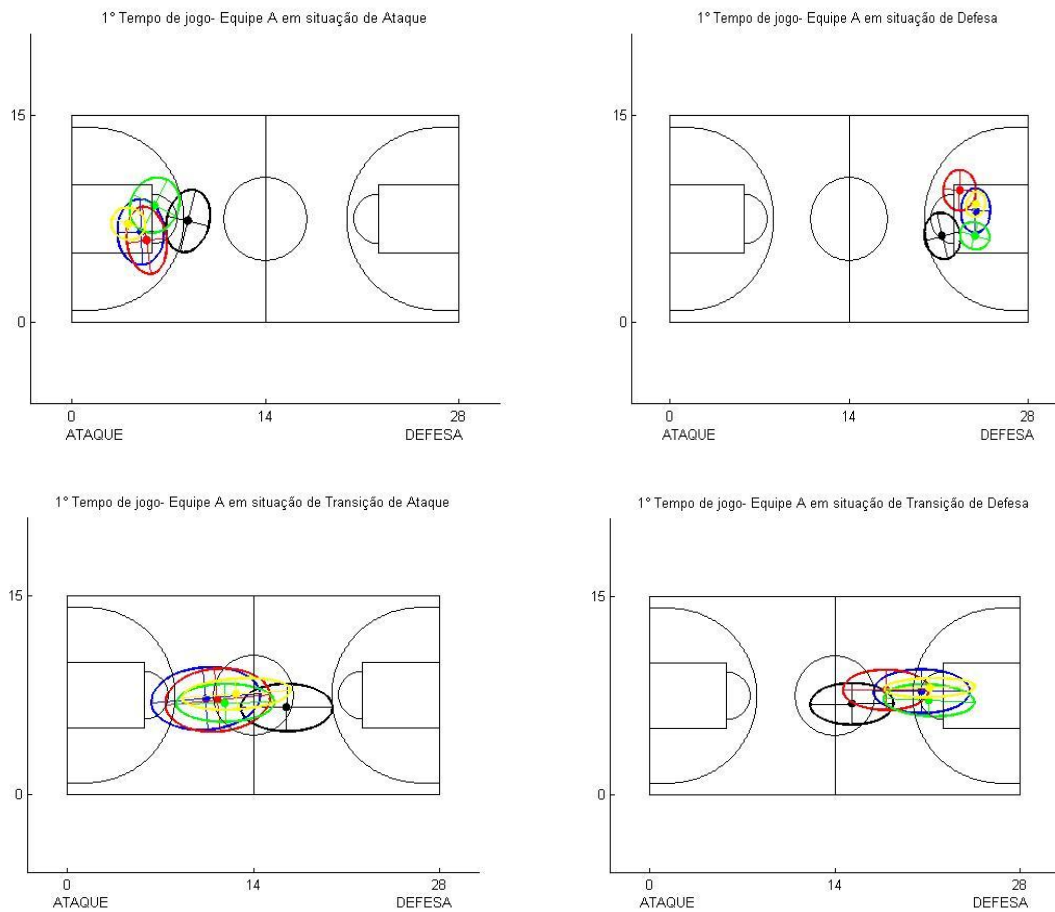 1° Tempo de jogo- Equipe A em situação de Ataque
15
0
0 14 28
ATAQUE DEFESA
1° Tempo de jogo- Equipe A em situação de Defesa
15
0
0 14 28
ATAQUE DEFESA
1° Tempo de jogo- Equipe A em situação de Transição de Ataque
15
0
0 14 28
ATAQUE DEFESA
1° Tempo de jogo- Equipe A em situação de Transição de Defesa
15
0
0 14 28
ATAQUE DEFESA